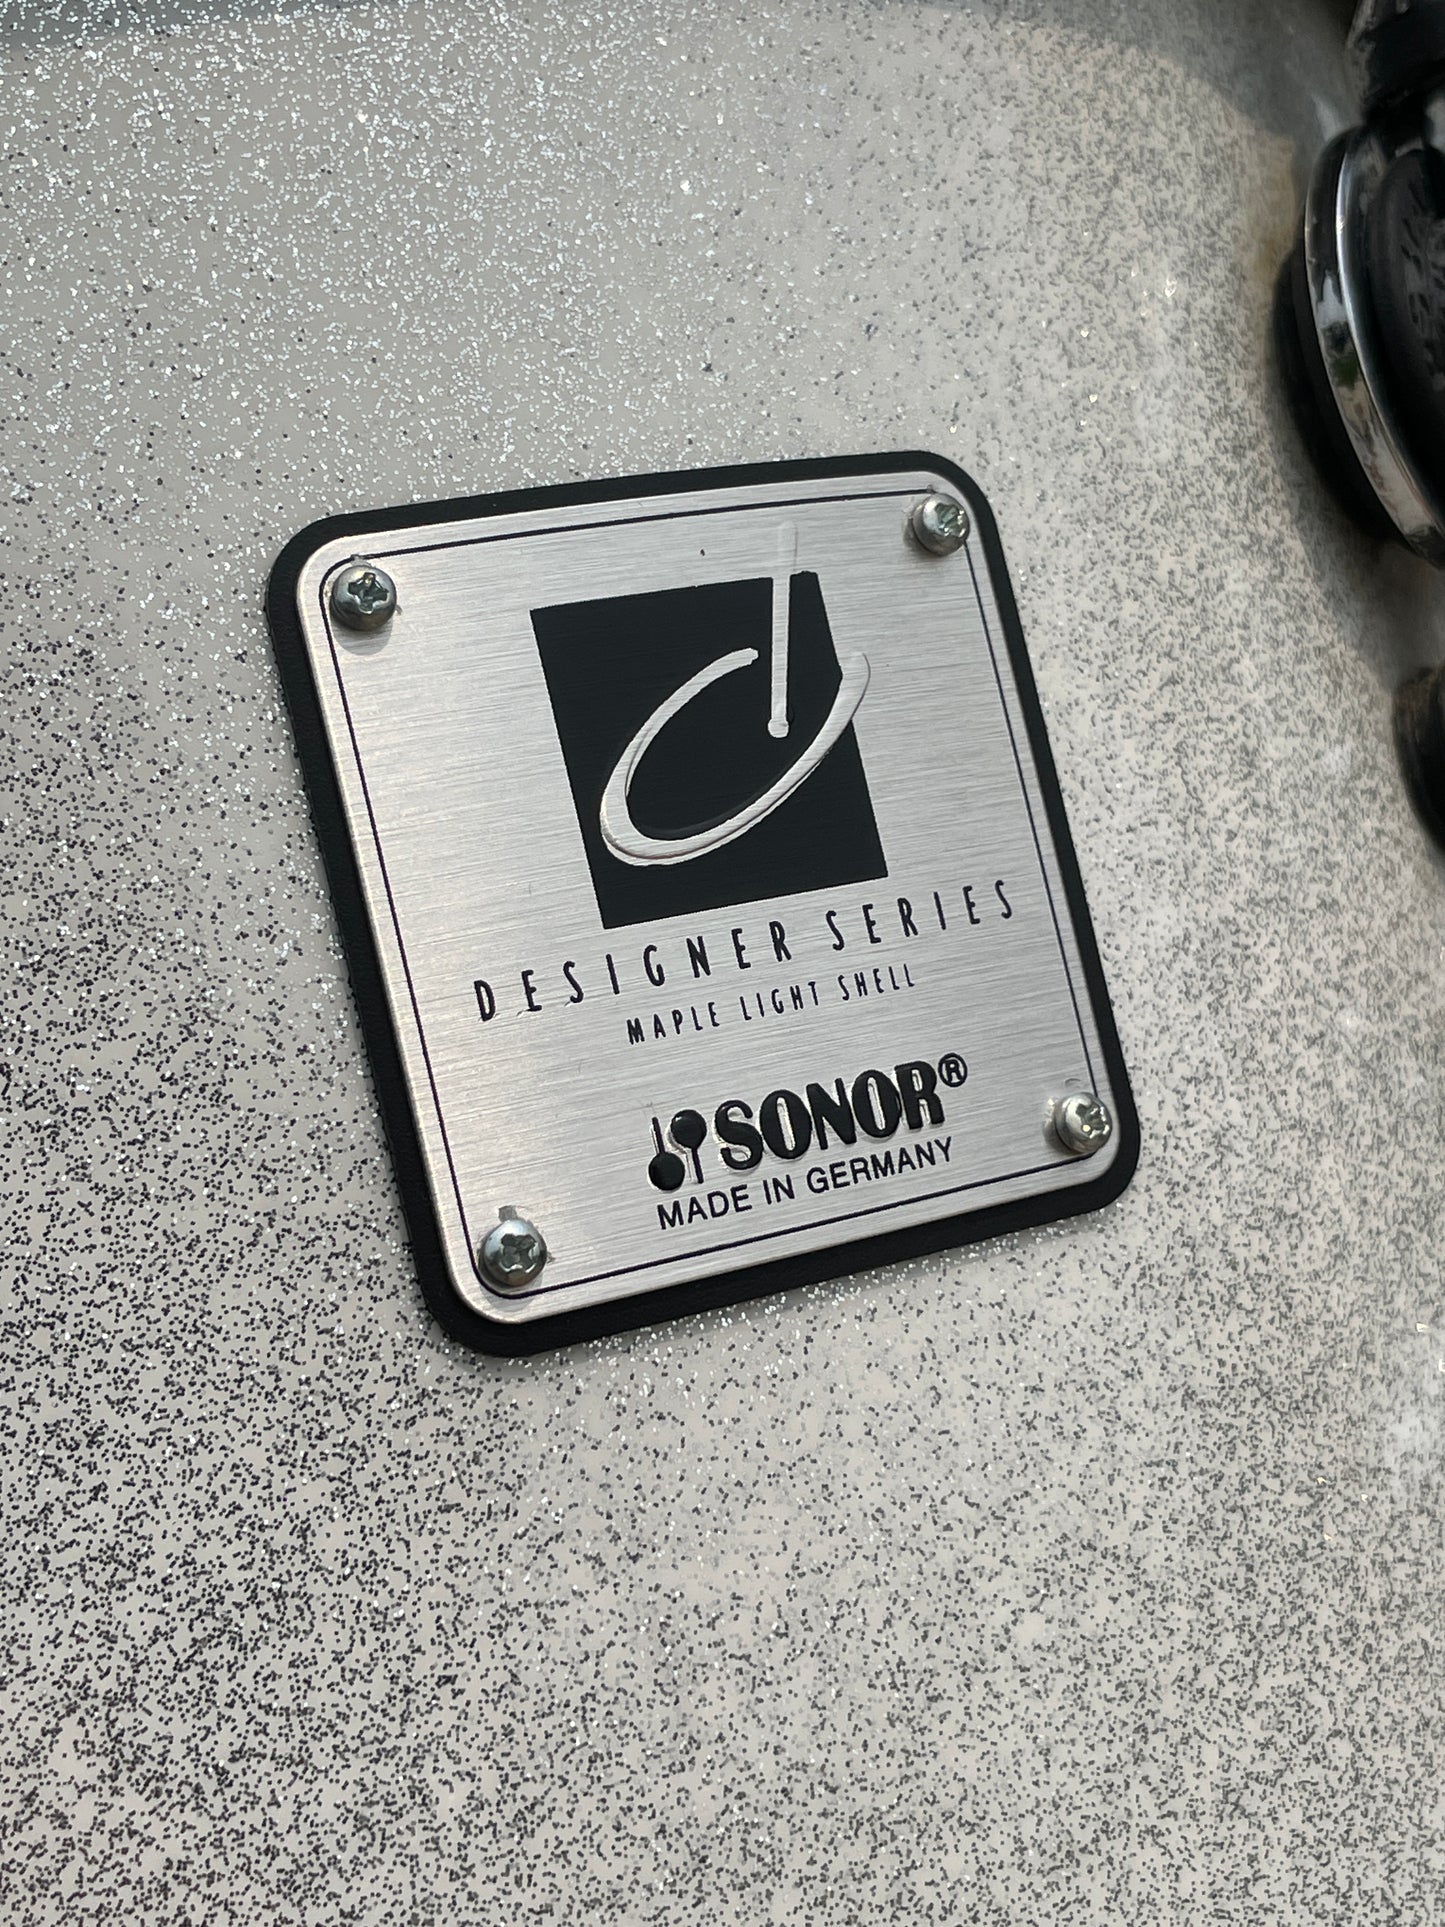 DESIGNER SERIES
MAPLE LIGHT SHELL
SONOR®
MADE IN GERMANY